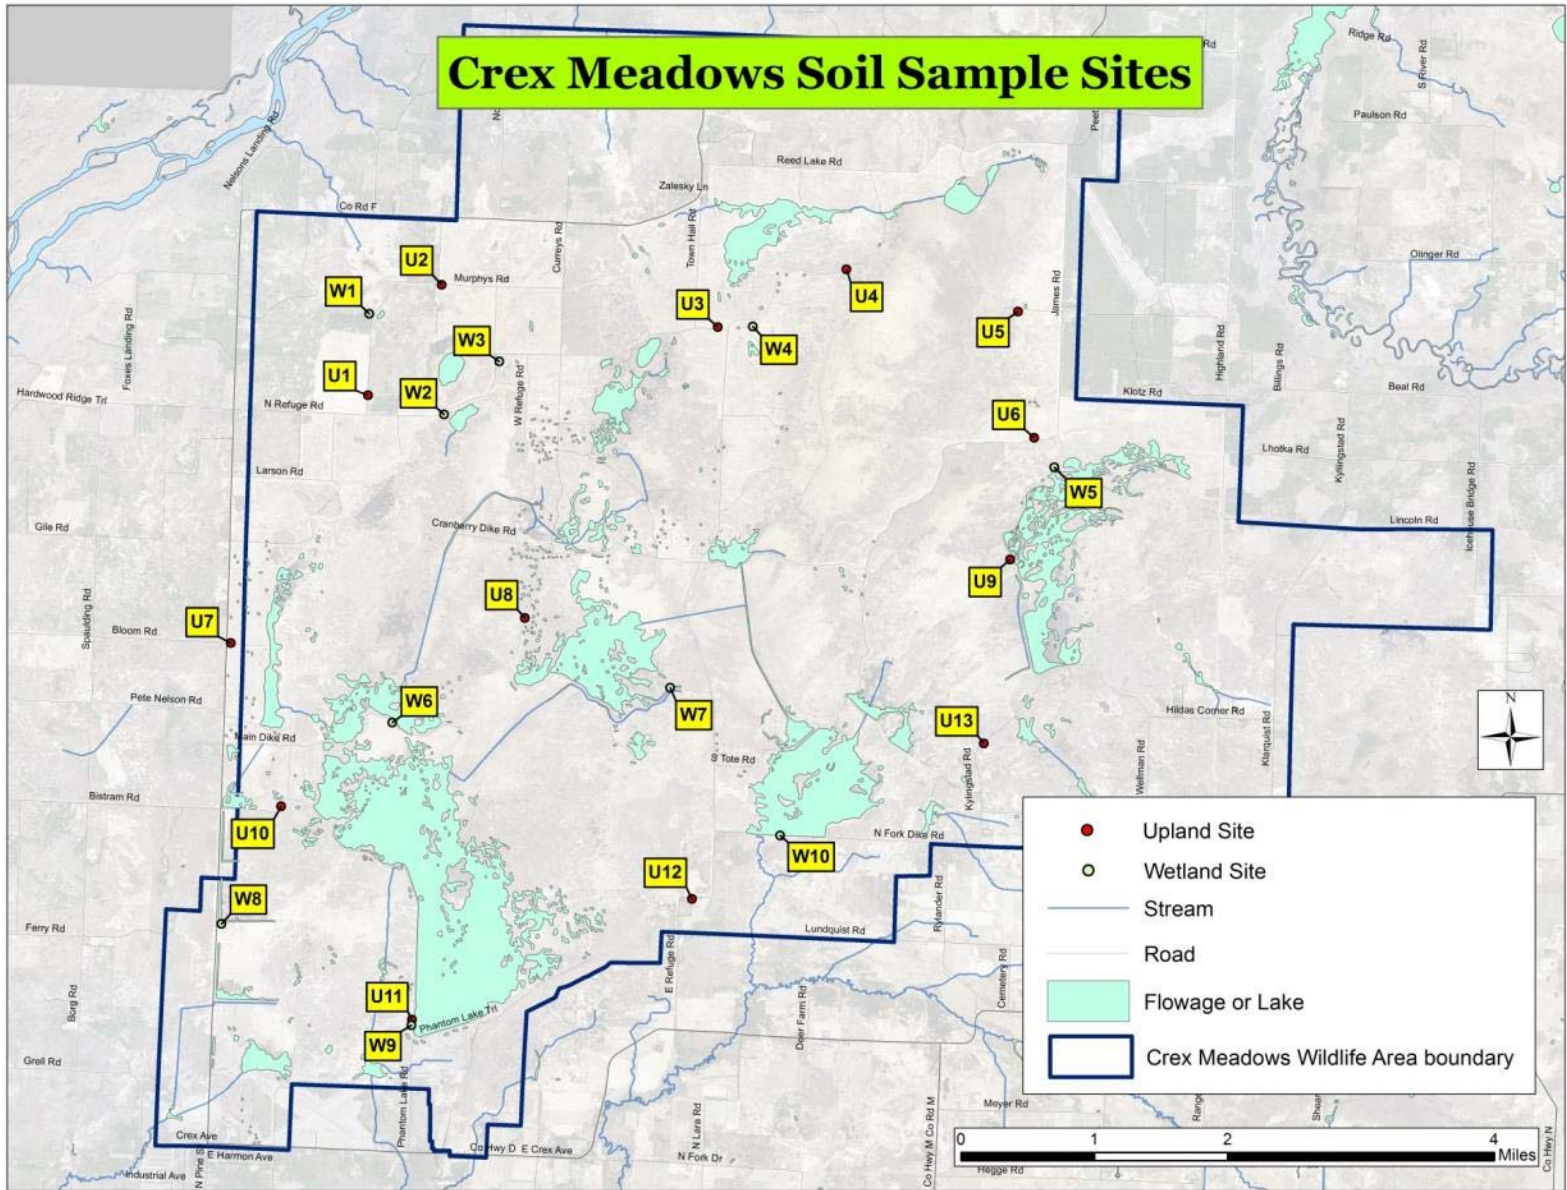 Crex Meadows Soil Sample Sites
Ridge Rd
S River Rd
Paulson Rd
Nelsons Landing Rd
Reed Lake Rd
Zalesky Ln
Co Rd F
Town Hall Rd
Curreys Rd
Olinger Rd
U2
Murphys Rd
U4
W1
U3
U5
James Rd
Foxes Landing Rd
W3
W4
Highland Rd
Billings Rd
U1
W2
W Refuge Rd
Beal Rd
Klotz Rd
Hardwood Ridge Trl
N Refuge Rd
U6
Kyllingstad Rd
Lhotka Rd
Larson Rd
W5
Icehouse Bridge Rd
Lincoln Rd
Gile Rd
Cranberry Dike Rd
U9
U8
Spaulding Rd
U7
Bloom Rd
Pete Nelson Rd
W6
W7
U13
Hildas Corner Rd
N
Main Dike Rd
S Tote Rd
Kylingstad Rd
Wellman Rd
Klarquist Rd
Bistram Rd
U10
N Fork Dike Rd
W10
U12
W8
Rylander Rd
Ferry Rd
Lundquist Rd
E Refuge Rd
Cemetery Rd
Borg Rd
U11
Phantom Lake Trl
Deer Farm Rd
W9
Grell Rd
Phantom Lake Rd
Upland Site
Wetland Site
Stream
Road
Flowage or Lake
Crex Meadows Wildlife Area boundary
Meyer Rd
N Lara Rd
Co Rd M
Crex Ave
E Harmon Ave
Co Hwy D
E Crex Ave
N Fork Dr
Industrial Ave
N Pine S
Co Hwy M
Hegge Rd
Co Hwy N
0 1 2 4
Miles